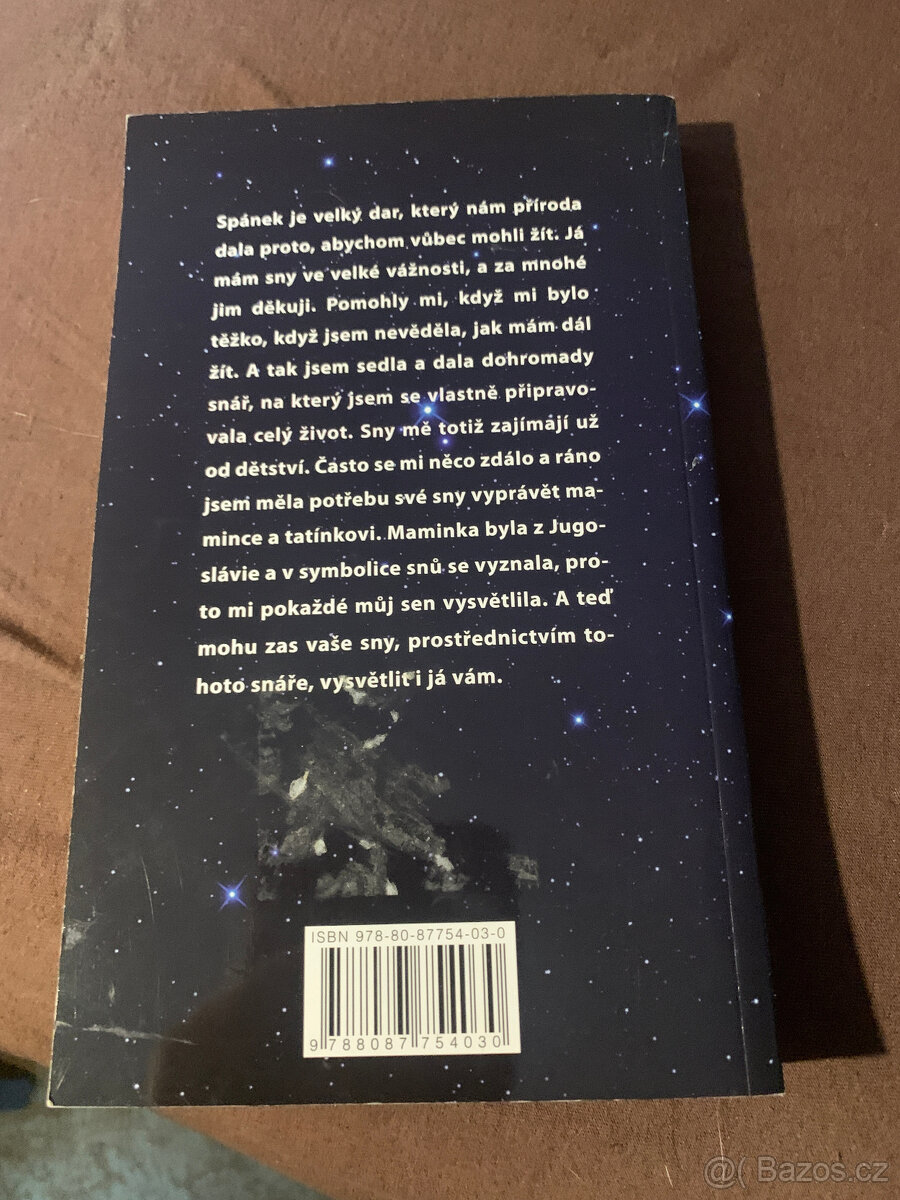 Spánek je velký dar, který nám příroda
dala proto, abychom vůbec mohli žít. Já
mám sny ve velké vážnosti, a za mnohé
jim děkuji. Pomohly mi, když mi bylo
těžko, když jsem nevěděla, jak mám dál
žít. A tak jsem sedla a dala dohromady
snář, na který jsem se vlastně připravo-
vala celý život. Sny mě totiž zajímají už
od dětství. Často se mi něco zdálo a ráno
jsem měla potřebu své sny vyprávět ma-
mince a tatínkovi. Maminka byla z Jugo-
slávie a v symbolice snů se vyznala, pro-
to mi pokaždé můj sen vysvětlila. A teď
mohu zas vaše sny, prostřednictvím to-
hoto snáře, vysvětlit i já vám.
ISBN 978-80-87754-03-0
9 788087 754030
@( Bazos.cz